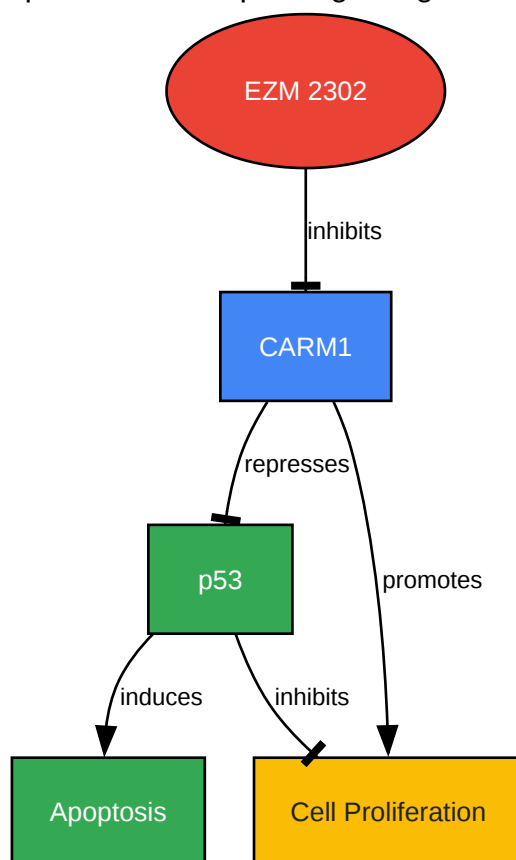 EZM 2302
inhibits
CARM1
represses
promotes
p53
induces
inhibits
Apoptosis
Cell Proliferation